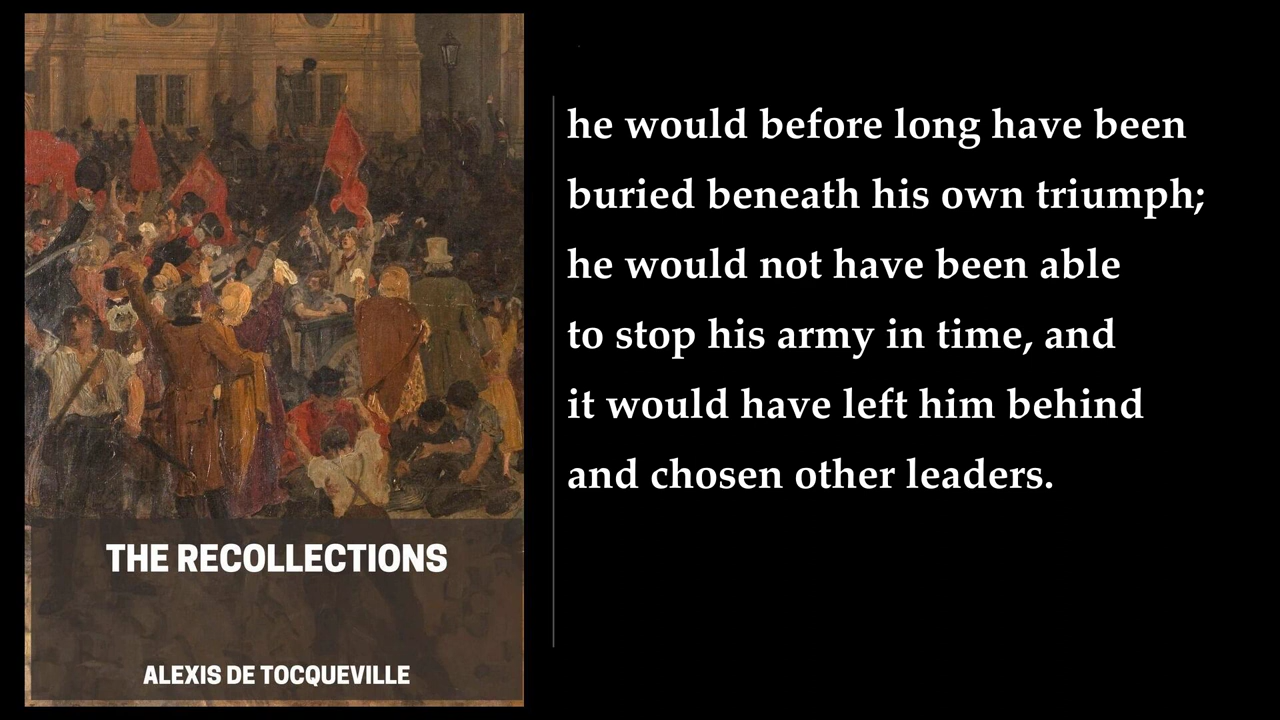 THE RECOLLECTIONS
ALEXIS DE TOCQUEVILLE
he would before long have been
buried beneath his own triumph;
he would not have been able
to stop his army in time, and
it would have left him behind
and chosen other leaders.